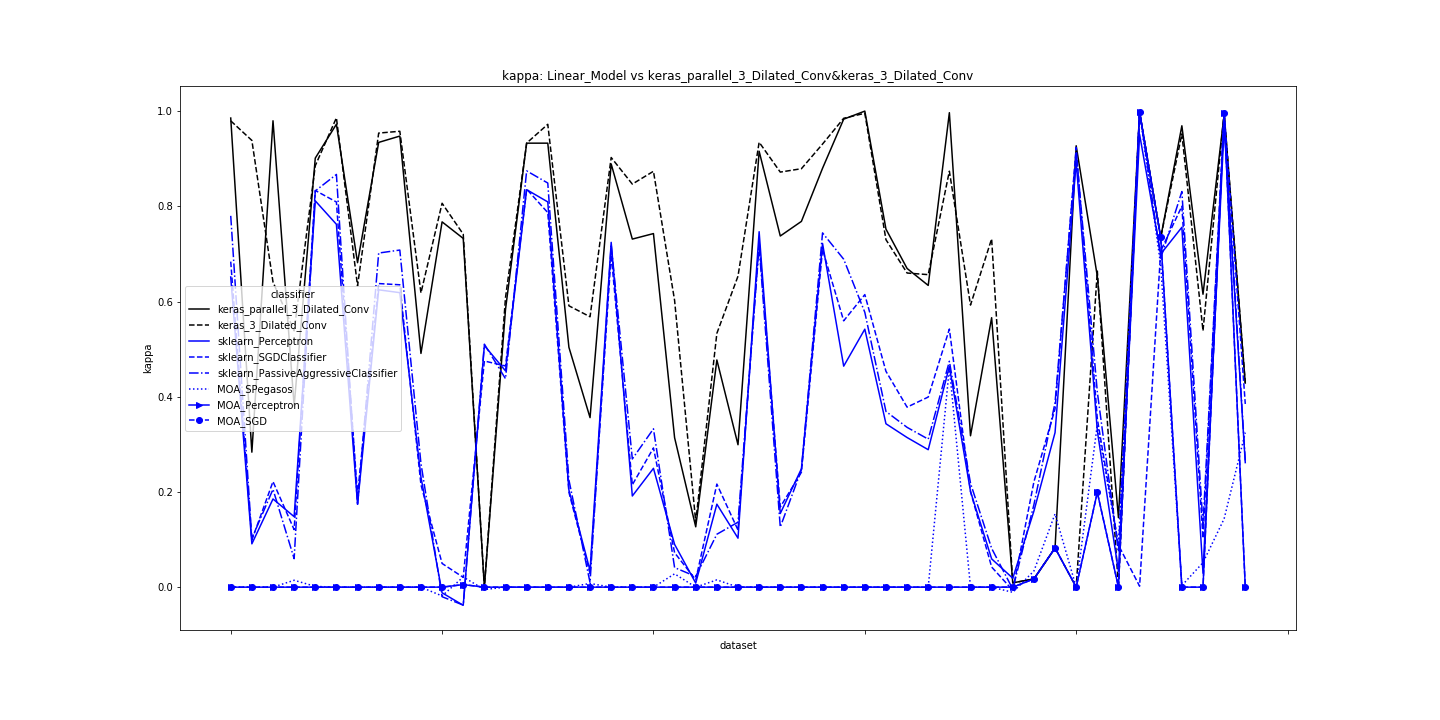 kappa: Linear_Model vs keras_parallel_3_Dilated_Conv&keras_3_Dilated_Conv
1.0
0.8
0.6
0.4
0.2
0.0
kappa
classifier
keras_parallel_3_Dilated_Conv
keras_3_Dilated_Conv
sklearn_Perceptron
sklearn_SGDClassifier
sklearn_PassiveAggressiveClassifier
MOA_SPegasos
MOA_Perceptron
MOA_SGD
dataset